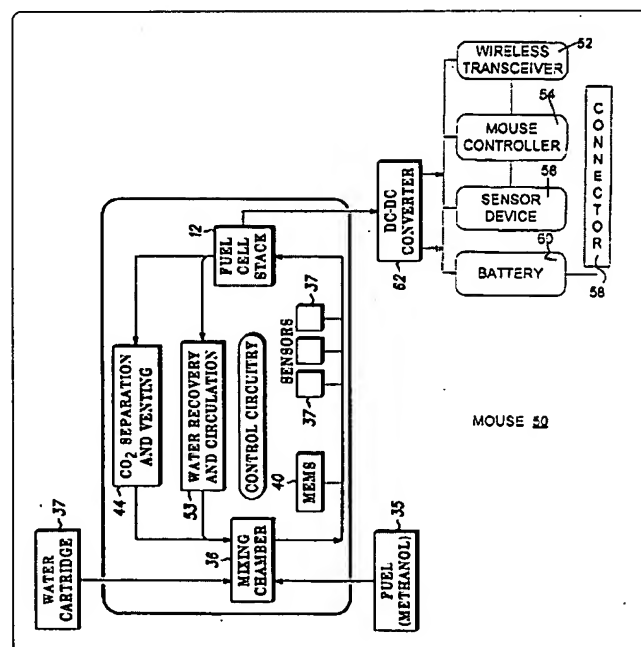 WIRELESS
TRANSCEIVER
52
MOUSE
CONTROLLER
54
SENSOR
DEVICE
58
BATTERY
60
CONNECTOR
58
DC-DC
CONVERTER
62
12
FUEL CELL
STACK
37
SENSORS
37
CO2 SEPARATION
AND VENTING
44
WATER RECOVERY
AND CIRCULATION
53
CONTROL CIRCUITRY
40
MEMS
MIXING
CHAMBER
36
37
WATER
CARTRIDGE
35
FUEL
(METHANOL)
MOUSE 50